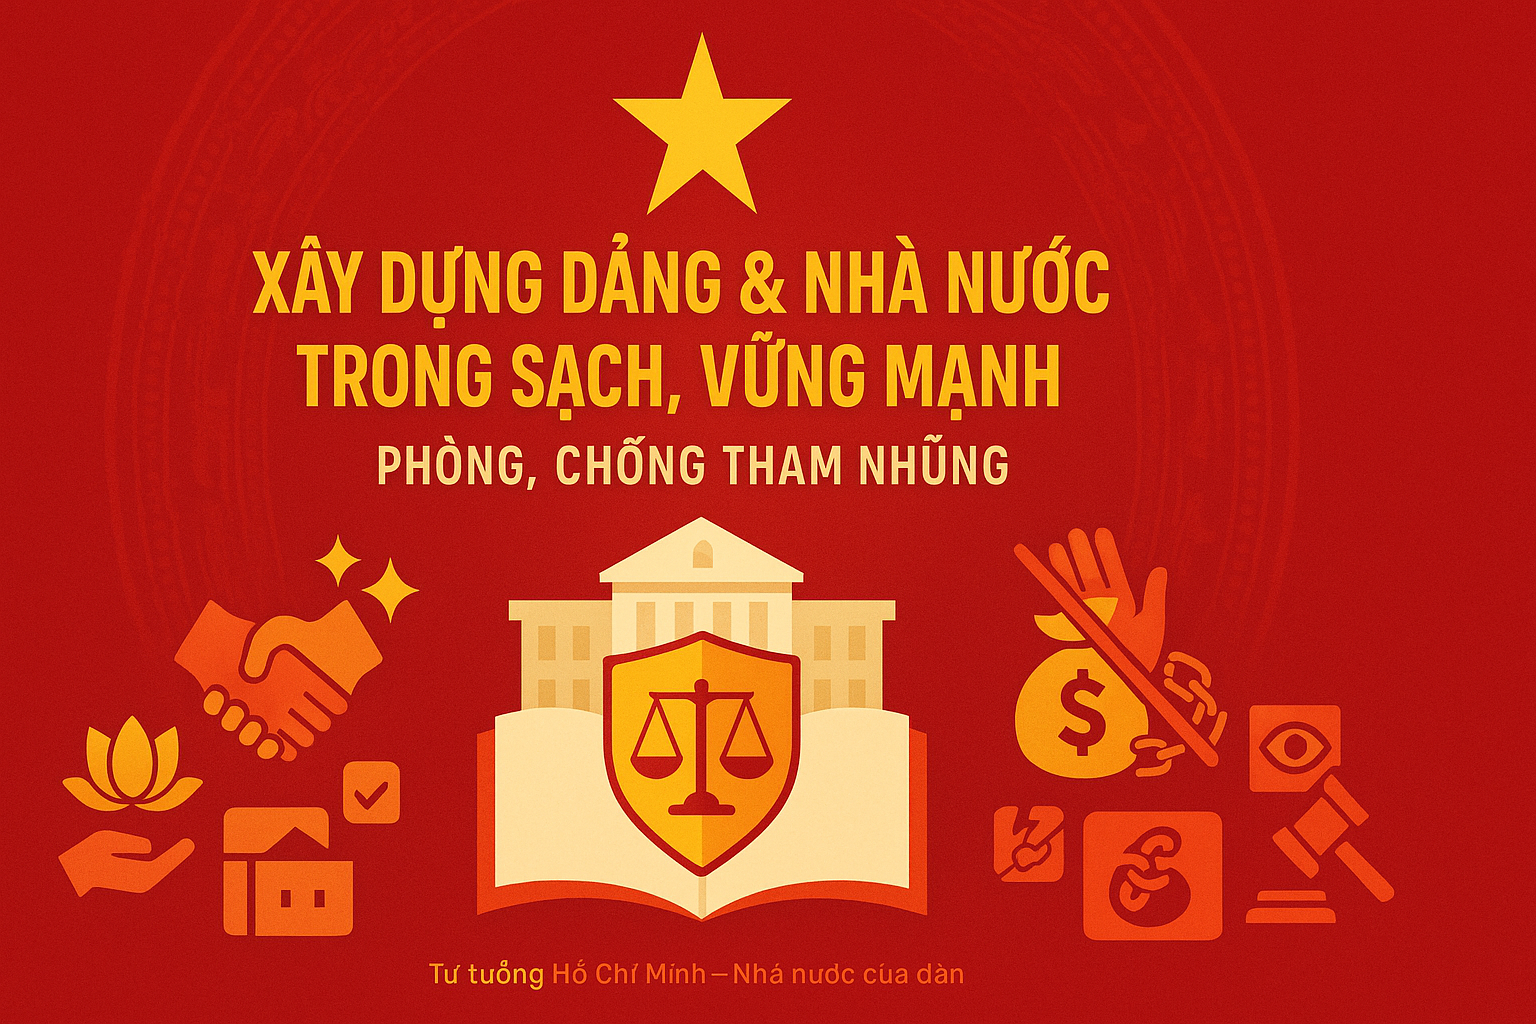 XÂY DỰNG DẢNG & NHÀ NƯỚC
TRONG SẠCH, VỮNG MẠNH
PHÒNG, CHỐNG THAM NHŨNG
$
Tư tuổng Hố Chí Mính – Nhá nưdc cúa dàn